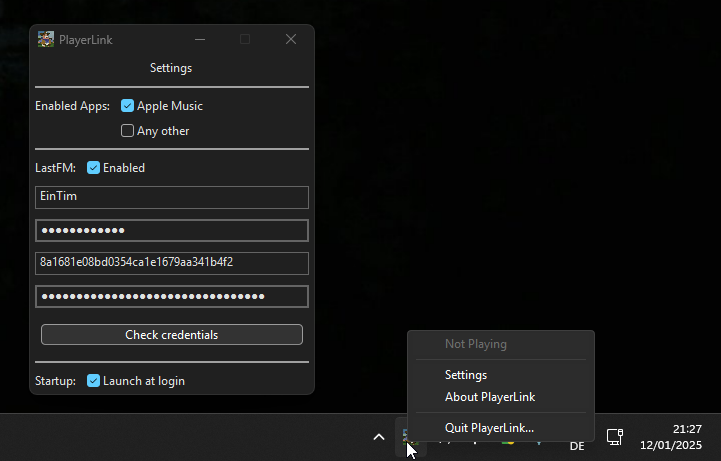 PlayerLink
Settings
Enabled Apps: Apple Music
Any other
LastFM: Enabled
EinTim
●●●●●●●●●●●●
8a1681e08bd0354ca1e1679aa341b4f2
●●●●●●●●●●●●●●●●●●●●●●●●●●●●●●●●
Check credentials
Startup: Launch at login
Not Playing
Settings
About PlayerLink
Quit PlayerLink...
DE
21:27
12/01/2025